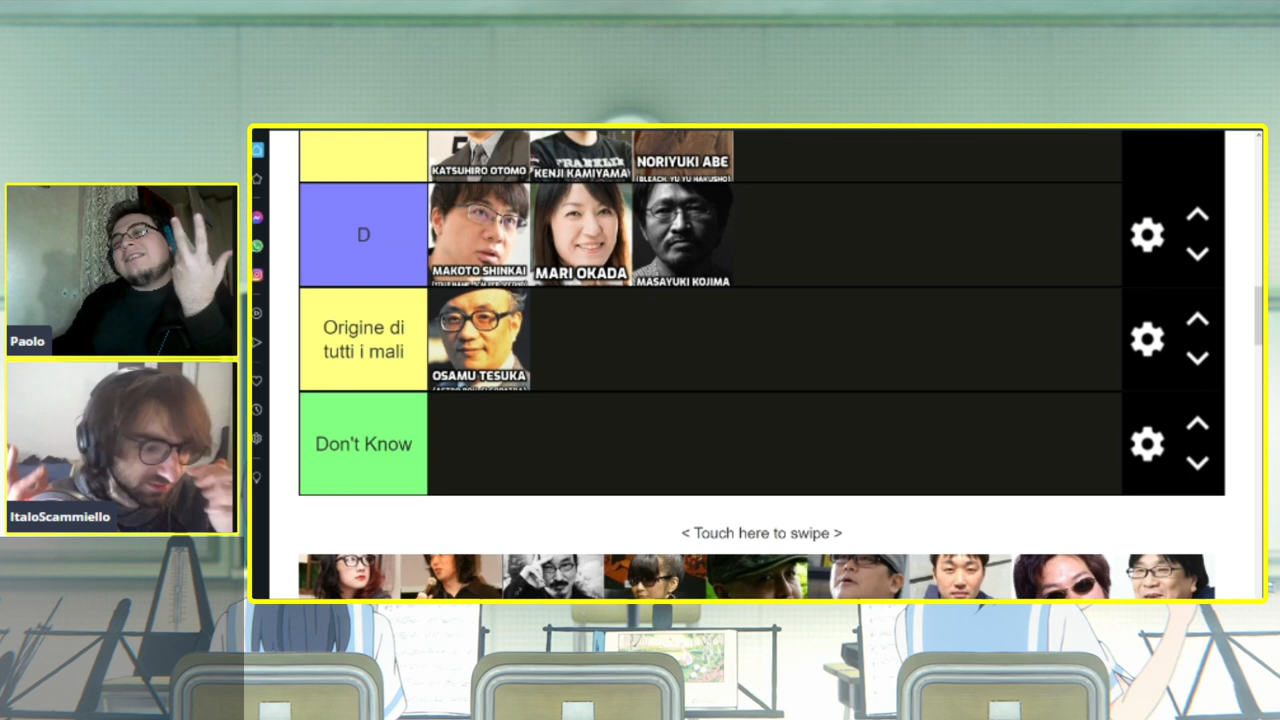 KATSUHIRO OTOMO
FRANKLIN
KENJI KAMIYAMA
NORIYUKI ABE
(BLEACH, YU YU HAKUSHO)
D
MAKOTO SHINKAI
MARI OKADA
MASAYUKI KOJIMA
Paolo
Origine di
tutti i mali
OSAMU TESUKA
Don't Know
ItaloScammiello
< Touch here to swipe >